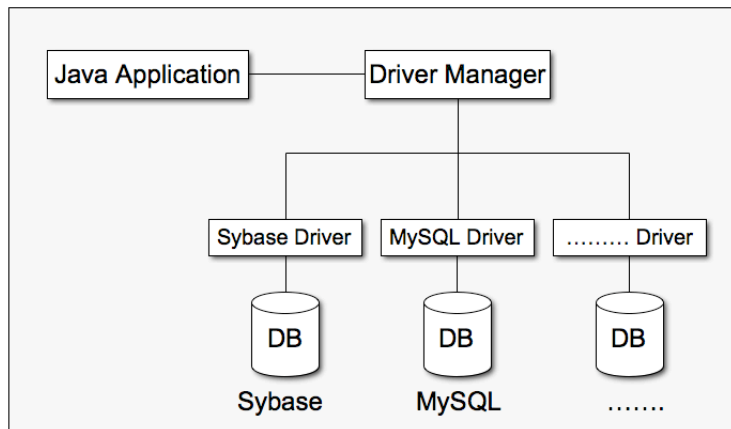 Java Application
Driver Manager
Sybase Driver
MySQL Driver
……… Driver
DB
DB
DB
Sybase
MySQL
…….